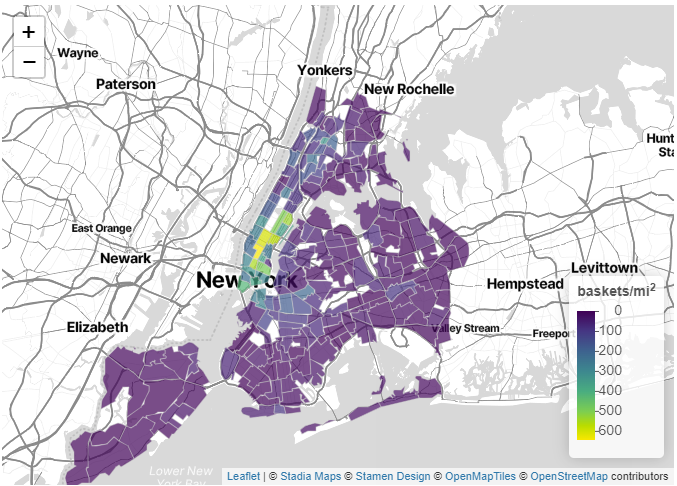 +
−
Wayne
Paterson
Yonkers
New Rochelle
Hunt
Sta
East Orange
Newark
New York
Levittown
Hempstead
baskets/mi²
Elizabeth
Valley Stream
Freeport
0
100
200
300
400
500
600
Lower New
York Bay
Leaflet | © Stadia Maps © Stamen Design © OpenMapTiles © OpenStreetMap contributors